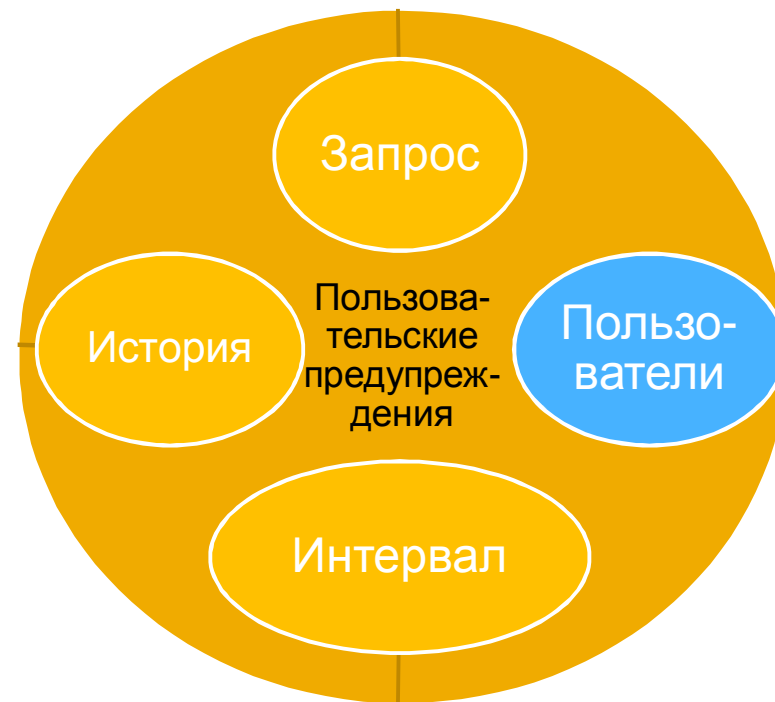 Запрос
История
Пользова-
тельские
предупреж-
дения
Пользо-
ватели
Интервал